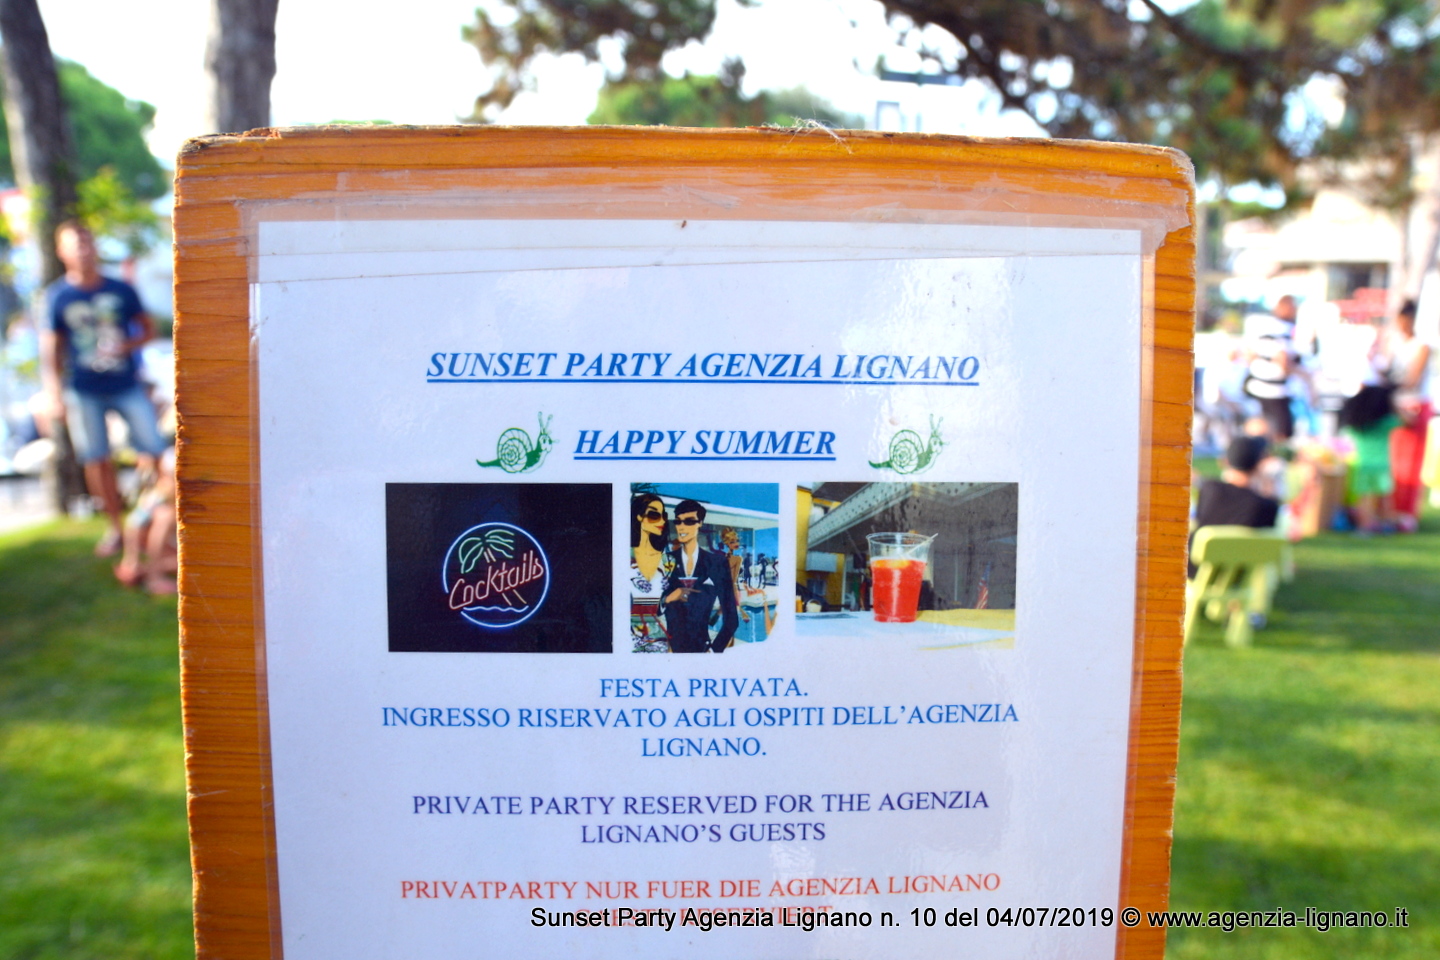 SUNSET PARTY AGENZIA LIGNANO
HAPPY SUMMER
Cocktails
FESTA PRIVATA.
INGRESSO RISERVATO AGLI OSPITI DELL'AGENZIA
LIGNANO.
PRIVATE PARTY RESERVED FOR THE AGENZIA
LIGNANO'S GUESTS
PRIVATPARTY NUR FUER DIE AGENZIA LIGNANO
Sunset Party Agenzia Lignano n. 10 del 04/07/2019 © www.agenzia-lignano.it